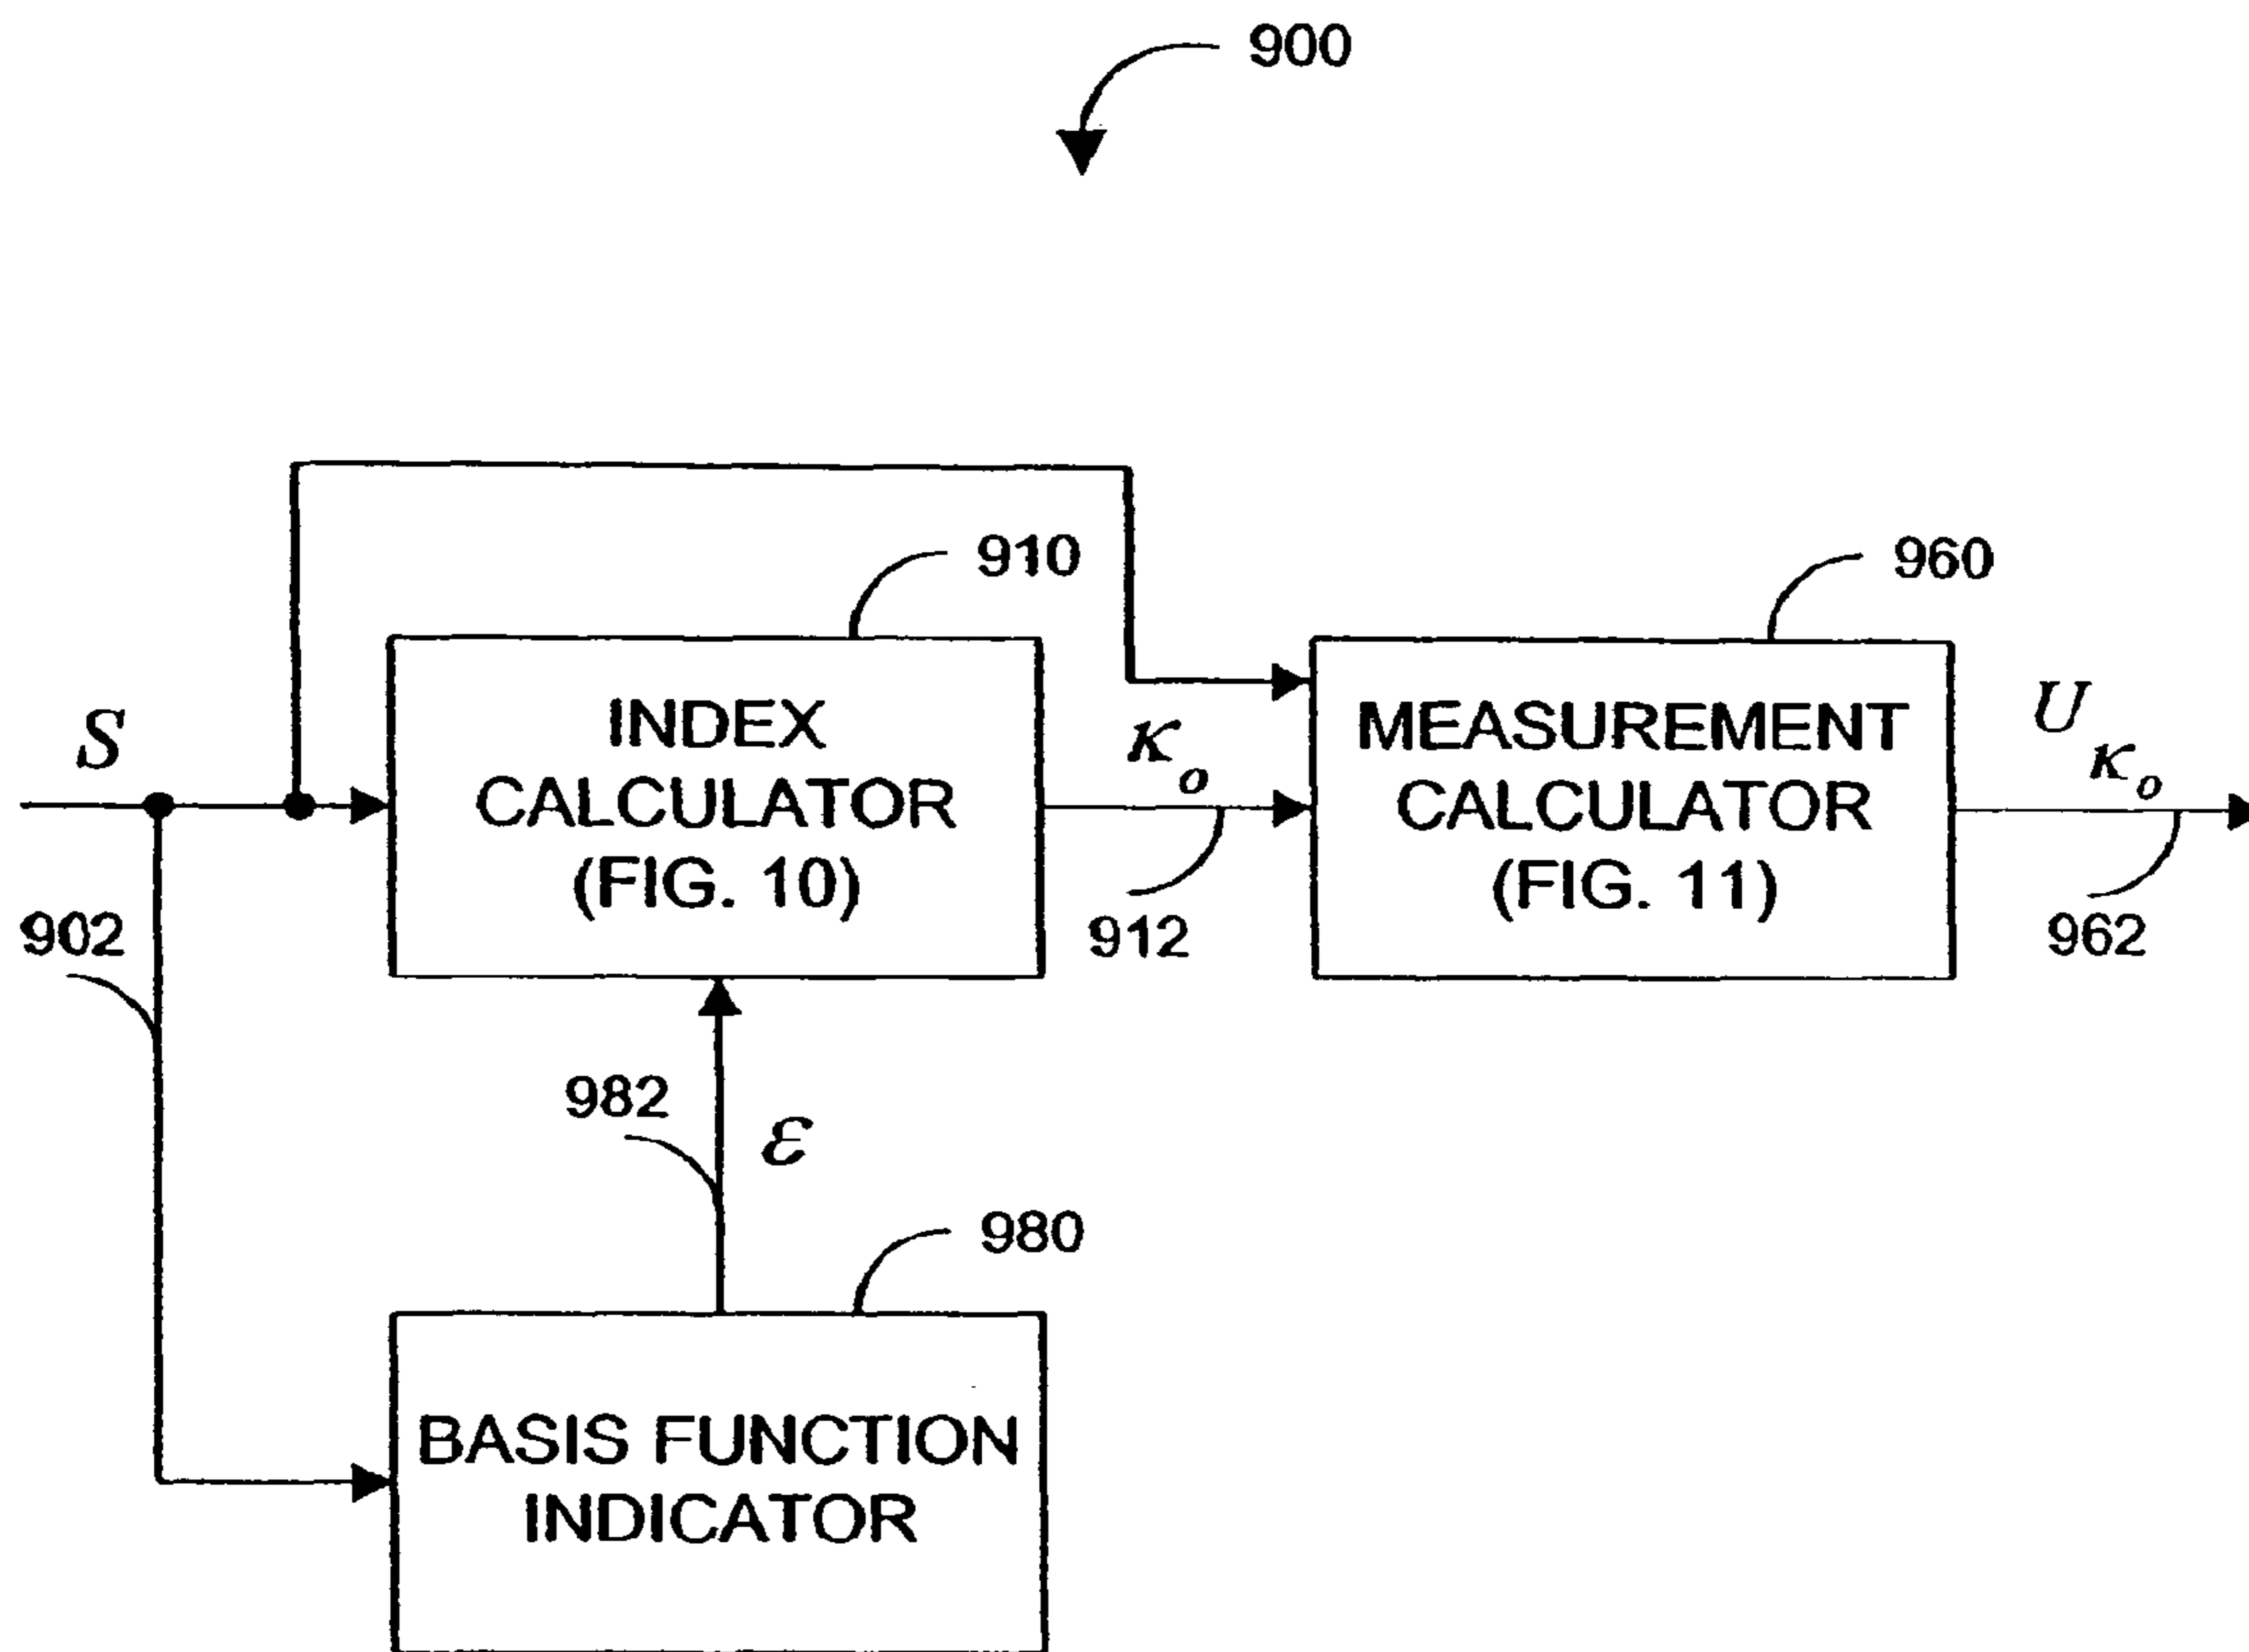 900
910
960
S
INDEX
CALCULATOR
(FIG. 10)
κo
MEASUREMENT
CALCULATOR
(FIG. 11)
Uκo
902
912
962
982
ε
980
BASIS FUNCTION
INDICATOR